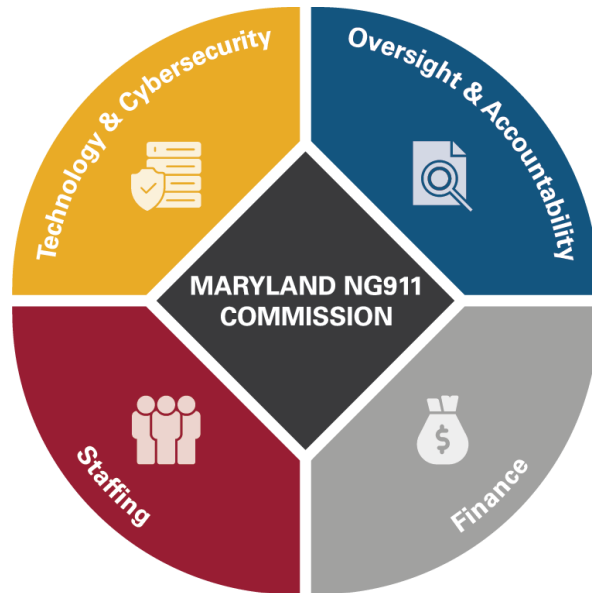 Technology & Cybersecurity
Oversight & Accountability
MARYLAND NG911
COMMISSION
Staffing
Finance
$